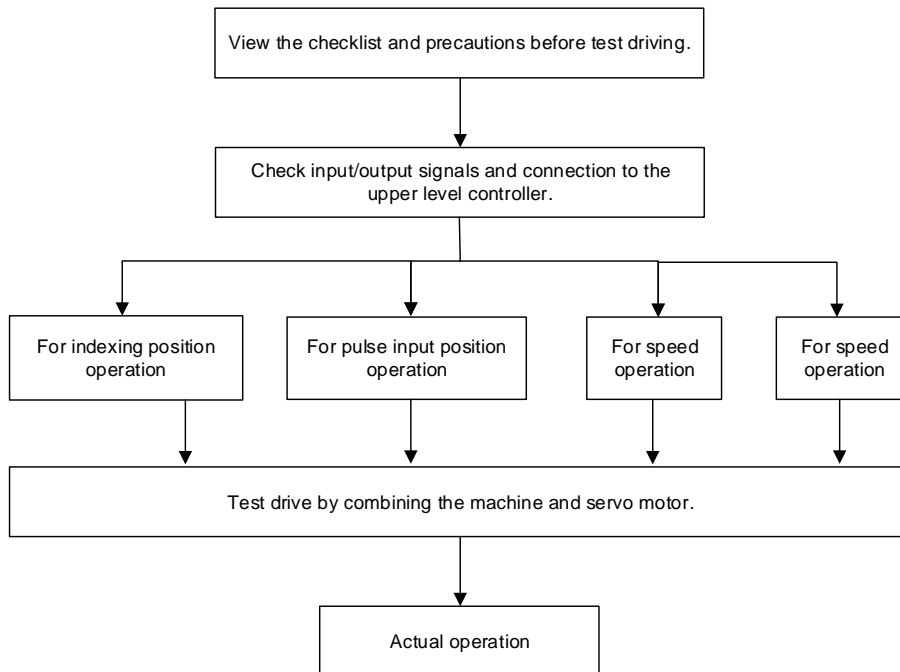 View the checklist and precautions before test driving.
Check input/output signals and connection to the
upper level controller.
For indexing position
operation
For pulse input position
operation
For speed
operation
For speed
operation
Test drive by combining the machine and servo motor.
Actual operation